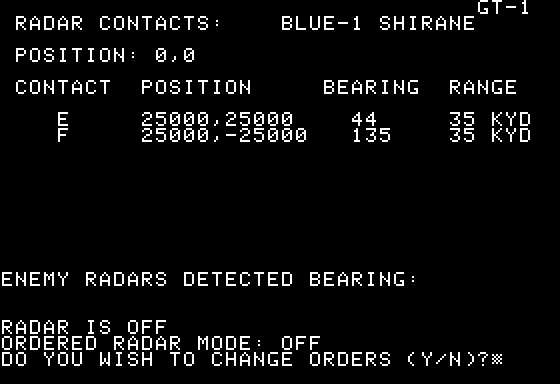 GT-1
RADAR CONTACTS: BLUE-1 SHIRANE
POSITION: 0,0
CONTACT POSITION BEARING RANGE
E 25000,25000 44 35 KYD
F 25000,-25000 135 35 KYD
ENEMY RADARS DETECTED BEARING:
RADAR IS OFF
ORDERED RADAR MODE: OFF
DO YOU WISH TO CHANGE ORDERS (Y/N)?